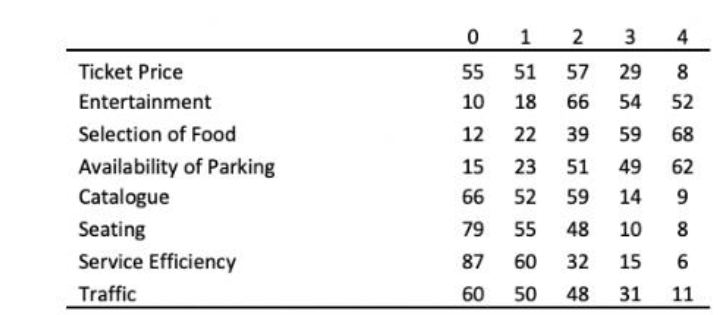 0 1 2 3 4
Ticket Price 55 51 57 29 8
Entertainment 10 18 66 54 52
Selection of Food 12 22 39 59 68
Availability of Parking 15 23 51 49 62
Catalogue 66 52 59 14 9
Seating 79 55 48 10 8
Service Efficiency 87 60 32 15 6
Traffic 60 50 48 31 11